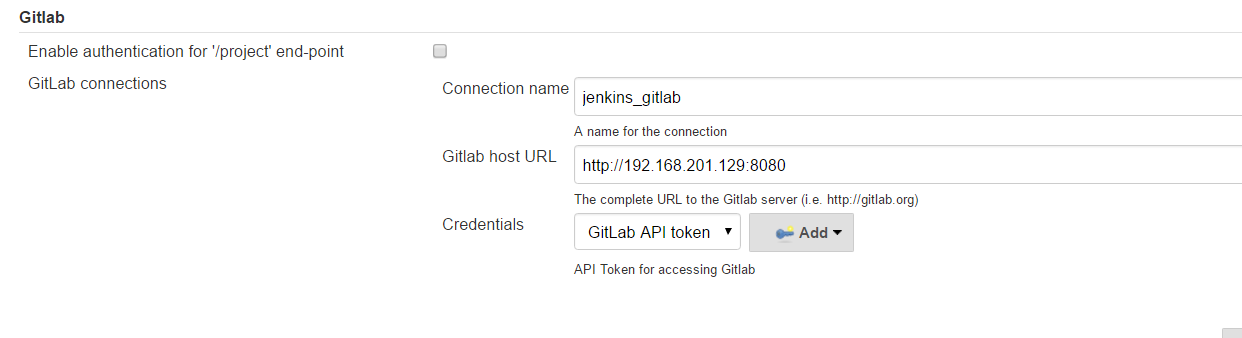 Gitlab
Enable authentication for '/project' end-point
GitLab connections
Connection name
jenkins_gitlab
A name for the connection
Gitlab host URL
http://192.168.201.129:8080
The complete URL to the Gitlab server (i.e. http://gitlab.org)
Credentials
GitLab API token
Add
API Token for accessing Gitlab